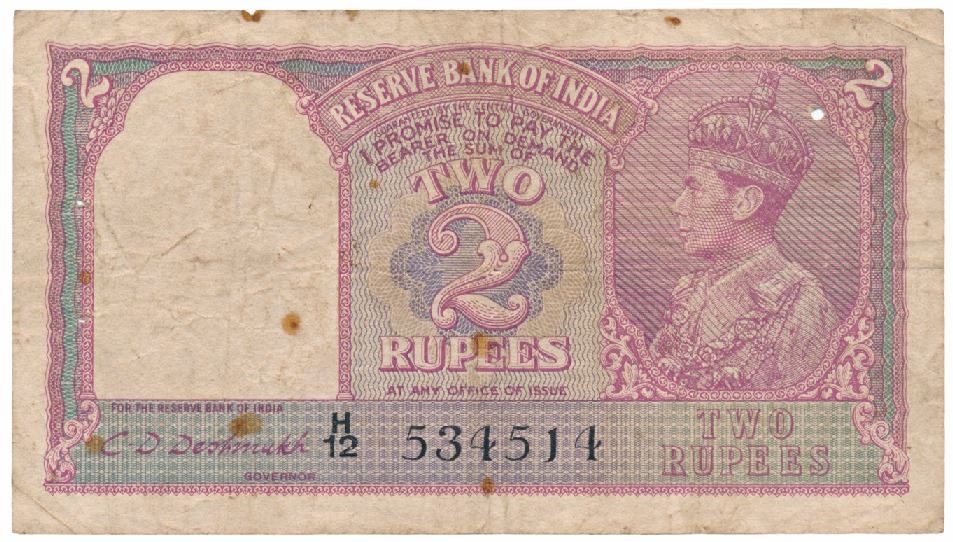 2
2
RESERVE BANK OF INDIA
GUARANTEED BY THE CENTRAL GOVERNMENT
I PROMISE TO PAY THE
BEARER ON DEMAND
THE SUM OF
TWO
2
RUPEES
AT ANY OFFICE OF ISSUE
FOR THE RESERVE BANK OF INDIA
C D Deshmukh
GOVERNOR
H
12
534514
TWO
RUPEES